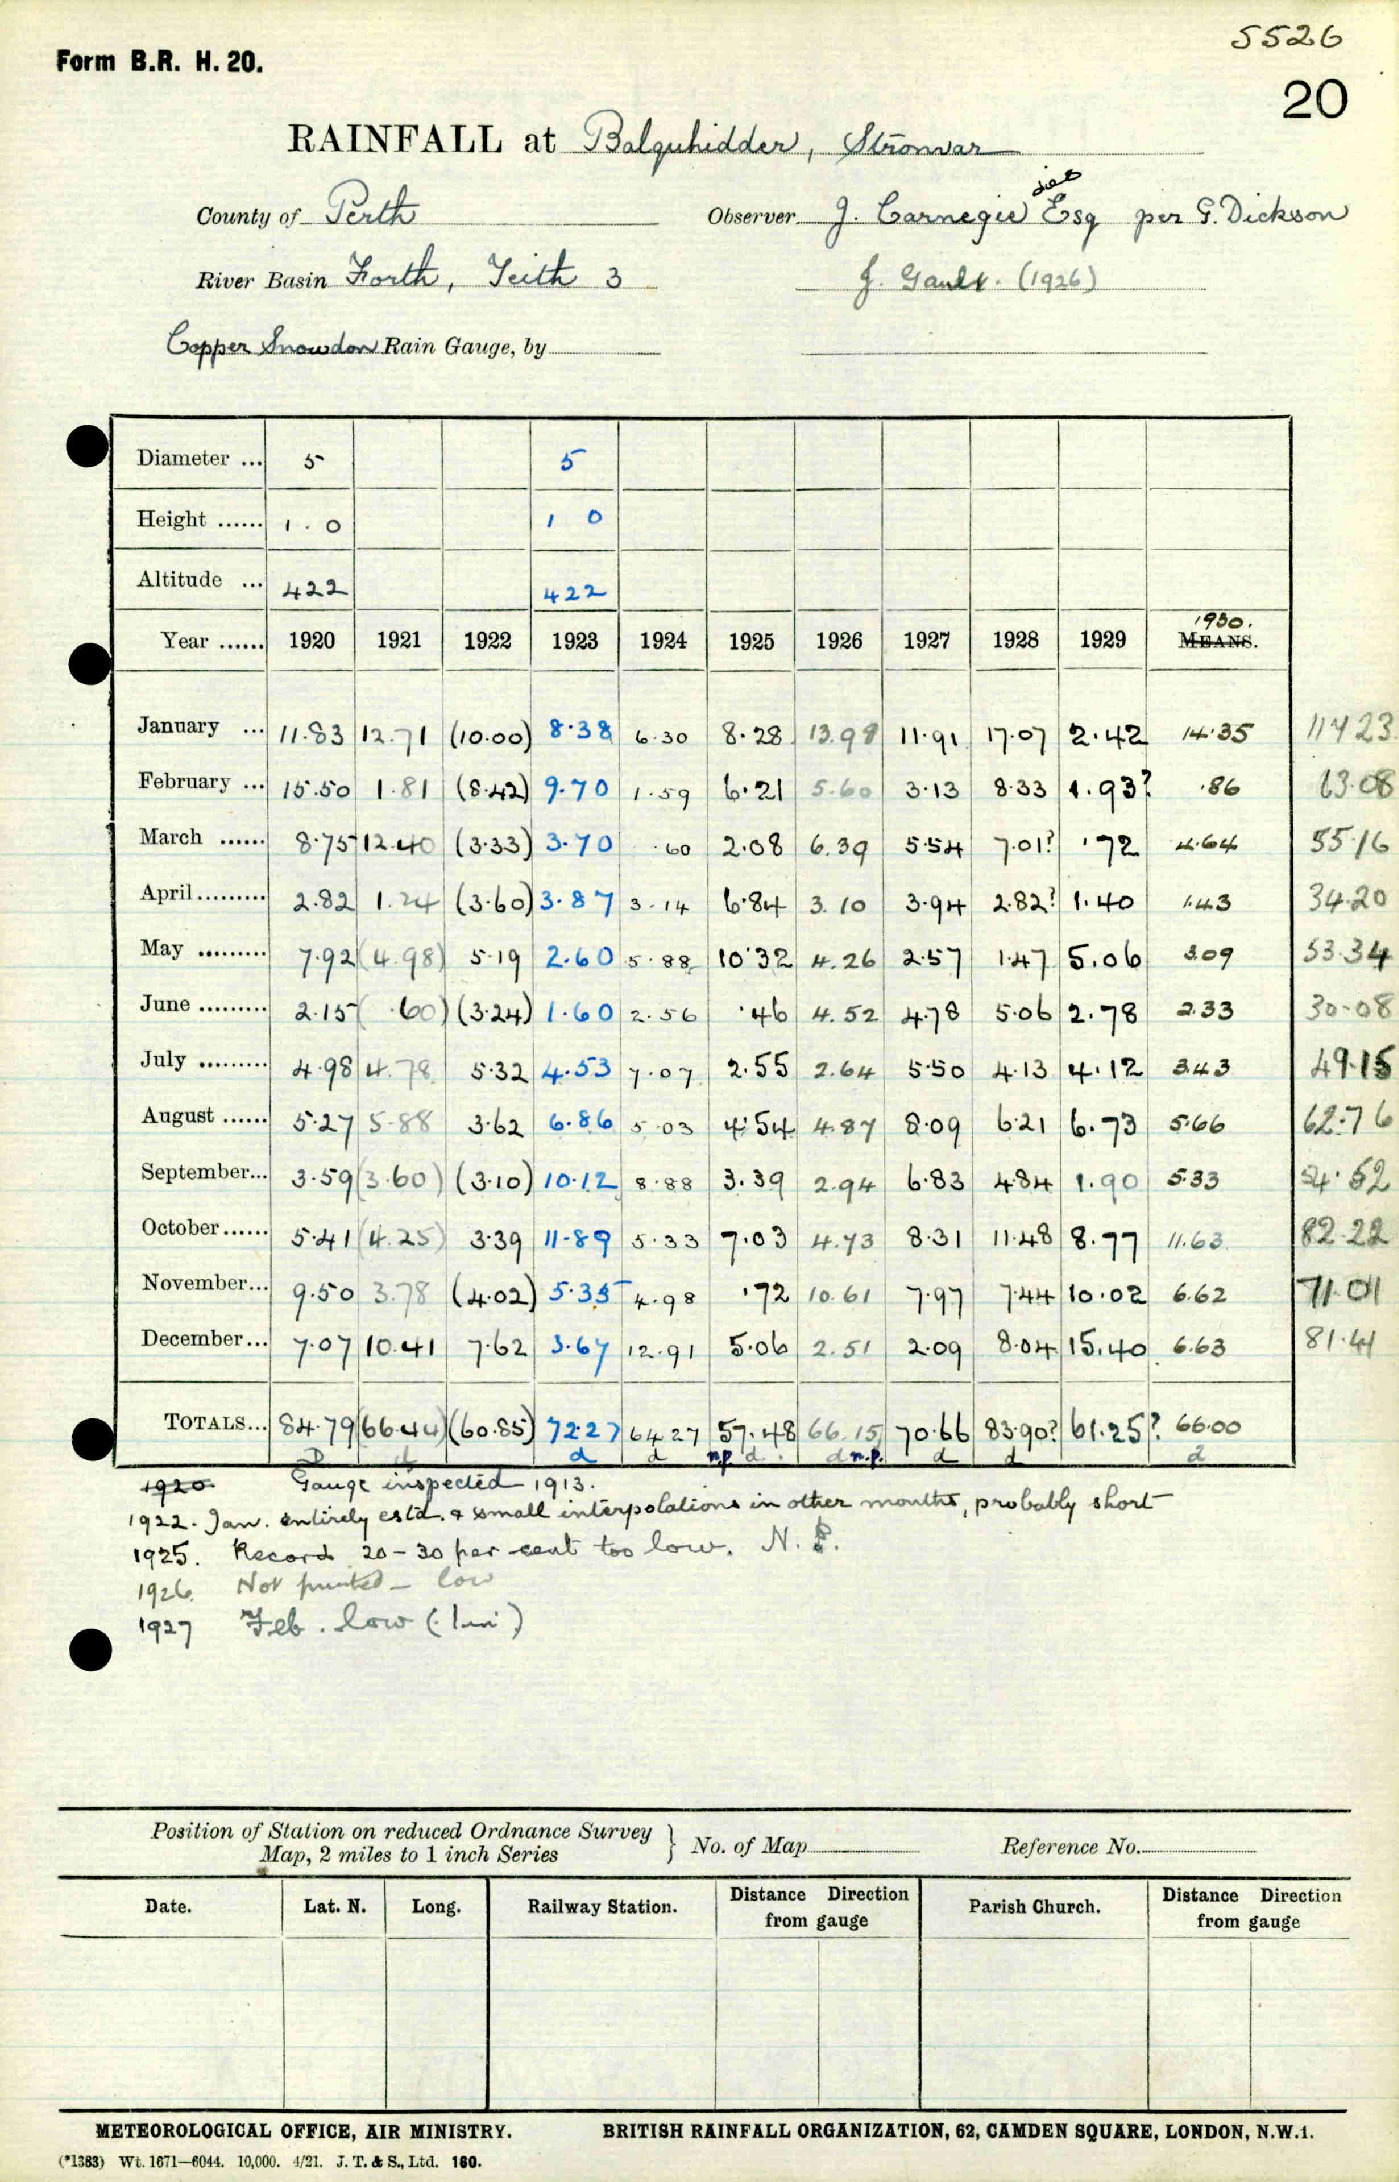 5526
Form B.R. H. 20.
20
RAINFALL at Balquhidder, Stronvar
County of Perth Observer J. Carnegie Esq per G. Dickson
River Basin Forth, Teith 3 J. Gault. (1926)
Copper Snowdon Rain Gauge, by
Diameter ... 5 5
Height ...... 1 . 0 1 0
Altitude ... 422 422
1930.
Year ...... 1920 1921 1922 1923 1924 1925 1926 1927 1928 1929 MEANS.
January ... 11.83 12.71 (10.00) 8.38 6.30 8.28 13.98 11.91 17.07 2.42 14.35 114 23
February ... 15.50 1.81 (8.42) 9.70 1.59 6.21 5.60 3.13 8.33 1.93? .86 63.08
March ...... 8.75 12.40 (3.33) 3.70 .60 2.08 6.39 5.54 7.01? .72 4.64 55.16
April ......... 2.82 1.24 (3.60) 3.87 3.14 6.84 3.10 3.94 2.82? 1.40 1.43 34.20
May ......... 7.92 (4.98) 5.19 2.60 5.88 10.32 4.26 2.57 1.47 5.06 3.09 53.34
June ......... 2.15 ( .60) (3.24) 1.60 2.56 .46 4.52 4.78 5.06 2.78 2.33 30.08
July ......... 4.98 4.78 5.32 4.53 7.07 2.55 2.64 5.50 4.13 4.12 3.43 49.15
August ...... 5.27 5.88 3.62 6.86 5.03 4.54 4.87 8.09 6.21 6.73 5.66 62.76
September... 3.59 (3.60) (3.10) 10.12 8.88 3.39 2.94 6.83 4.84 1.90 5.33 54.52
October...... 5.41 (4.25) 3.39 11.89 5.33 7.03 4.73 8.31 11.48 8.77 11.63 82.22
November... 9.50 3.78 (4.02) 5.35 4.98 .72 10.61 7.97 7.44 10.02 6.62 71.01
December... 7.07 10.41 7.62 3.67 12.91 5.06 2.51 2.09 8.04 15.40 6.63 81.41
TOTALS... 84.79 (66.44) (60.85) 72.27 64.27 57.48 66.15 70.66 83.90? 61.25? 66.00
D d d d n.p. d. d n.p. d d d
1920 Gauge inspected 1913.
1922. Jan. entirely estd. & small interpolations in other months, probably short
1925. Record 20 - 30 per cent too low. N. P.
1926 Not printed - low
1927 Feb. low (1 in)
Position of Station on reduced Ordnance Survey Map, 2 miles to 1 inch Series } No. of Map Reference No.
Date. Lat. N. Long. Railway Station. Distance Direction from gauge Parish Church. Distance Direction from gauge
METEOROLOGICAL OFFICE, AIR MINISTRY. BRITISH RAINFALL ORGANIZATION, 62, CAMDEN SQUARE, LONDON, N.W.1.
(*1383) Wt. 1671—6044. 10,000. 4/21. J. T. & S., Ltd. 160.